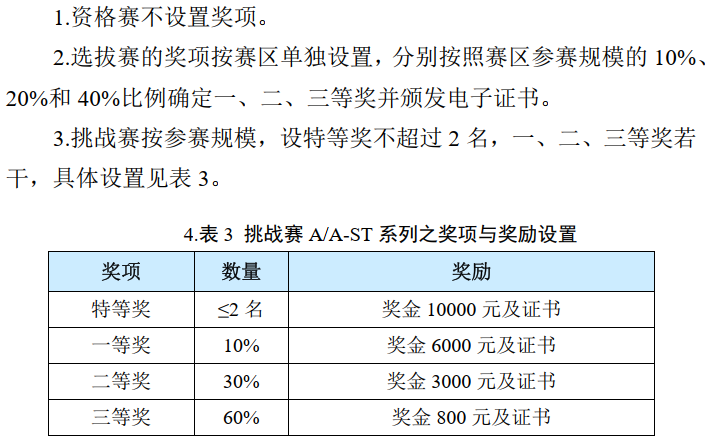 1.资格赛不设置奖项。
2.选拔赛的奖项按赛区单独设置，分别按照赛区参赛规模的 10%、
20%和 40%比例确定一、二、三等奖并颁发电子证书。
3.挑战赛按参赛规模，设特等奖不超过 2 名，一、二、三等奖若
干，具体设置见表 3。
4.表 3 挑战赛 A/A-ST 系列之奖项与奖励设置
奖项 数量 奖励
特等奖 ≤2 名 奖金 10000 元及证书
一等奖 10% 奖金 6000 元及证书
二等奖 30% 奖金 3000 元及证书
三等奖 60% 奖金 800 元及证书